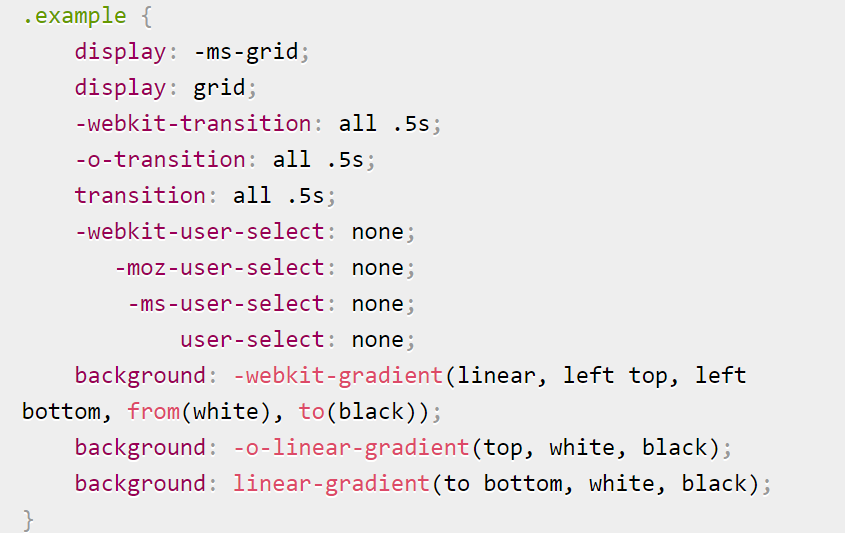 .example {
    display: -ms-grid;
    display: grid;
    -webkit-transition: all .5s;
    -o-transition: all .5s;
    transition: all .5s;
    -webkit-user-select: none;
       -moz-user-select: none;
        -ms-user-select: none;
            user-select: none;
    background: -webkit-gradient(linear, left top, left
bottom, from(white), to(black));
    background: -o-linear-gradient(top, white, black);
    background: linear-gradient(to bottom, white, black);
}